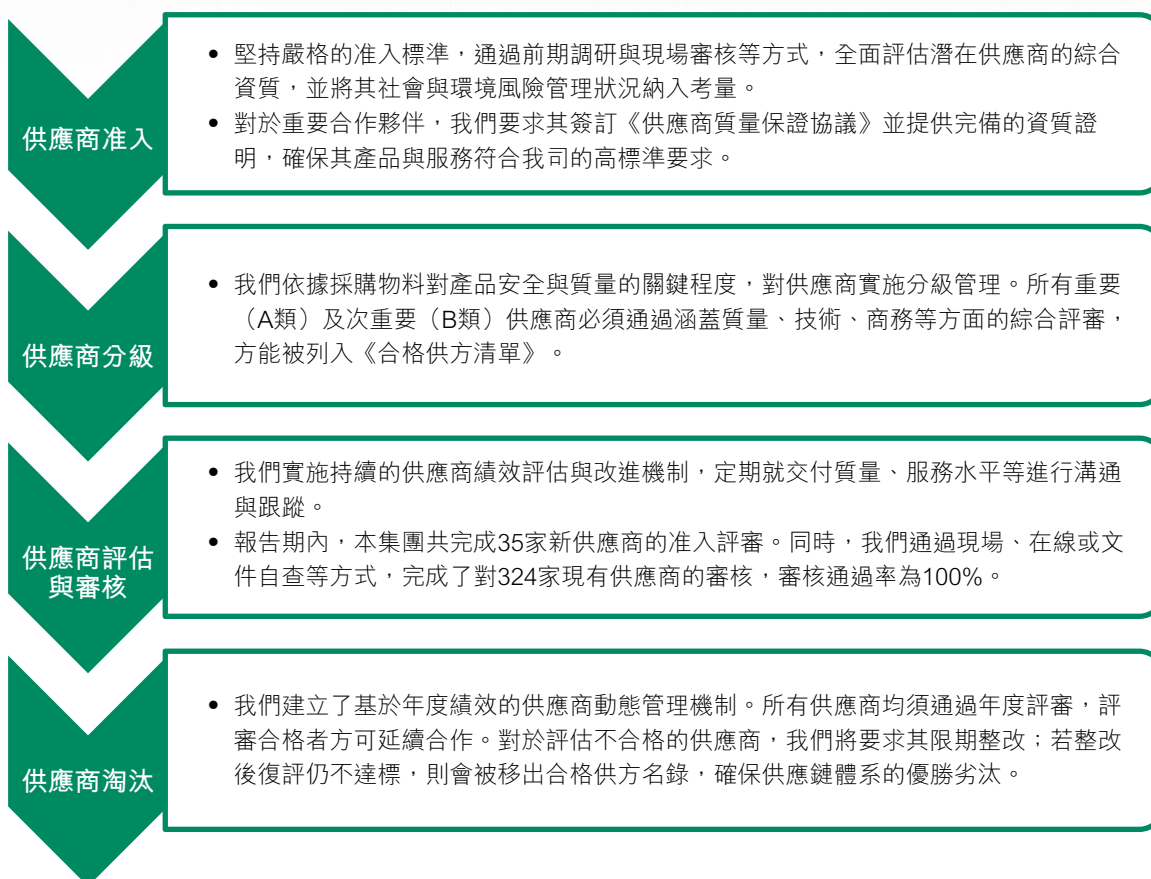 供應商准入
• 堅持嚴格的准入標準，通過前期調研與現場審核等方式，全面評估潛在供應商的綜合
資質，並將其社會與環境風險管理狀況納入考量。
• 對於重要合作夥伴，我們要求其簽訂《供應商質量保證協議》並提供完備的資質證
明，確保其產品與服務符合我司的高標準要求。
供應商分級
• 我們依據採購物料對產品安全與質量的關鍵程度，對供應商實施分級管理。所有重要
（A類）及次重要（B類）供應商必須通過涵蓋質量、技術、商務等方面的綜合評審，
方能被列入《合格供方清單》。
供應商評估
與審核
• 我們實施持續的供應商績效評估與改進機制，定期就交付質量、服務水平等進行溝通
與跟蹤。
• 報告期內，本集團共完成35家新供應商的准入評審。同時，我們通過現場、在線或文
件自查等方式，完成了對324家現有供應商的審核，審核通過率為100%。
供應商淘汰
• 我們建立了基於年度績效的供應商動態管理機制。所有供應商均須通過年度評審，評
審合格者方可延續合作。對於評估不合格的供應商，我們將要求其限期整改；若整改
後復評仍不達標，則會被移出合格供方名錄，確保供應鏈體系的優勝劣汰。